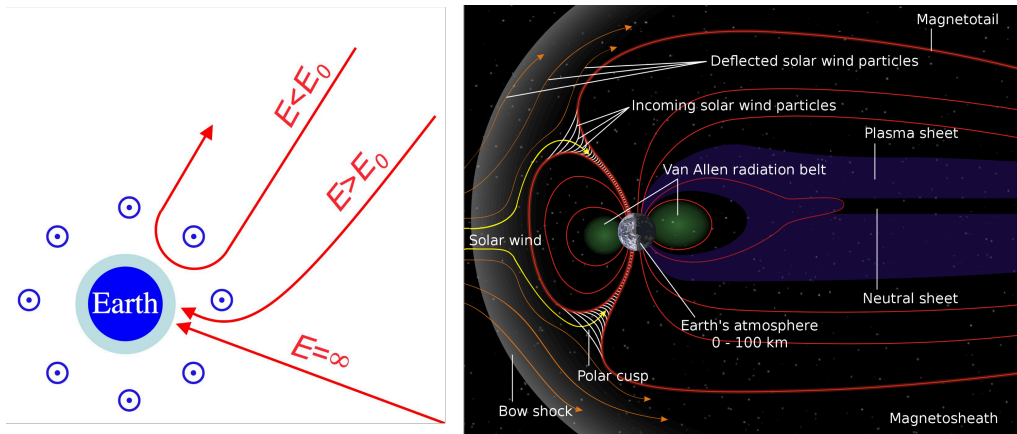 E<E₀
E>E₀
Earth
E=∞
Magnetotail
Deflected solar wind particles
Incoming solar wind particles
Plasma sheet
Van Allen radiation belt
Solar wind
Neutral sheet
Earth's atmosphere
0 - 100 km
Polar cusp
Bow shock
Magnetosheath